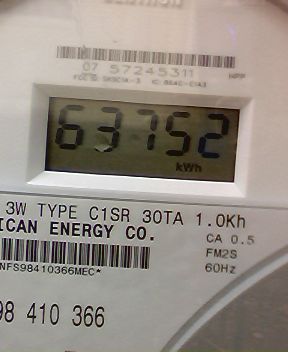 07 57245311
HPP
63752
kWh
3W TYPE C1SR 30TA 1.0Kh
ICAN ENERGY CO.
CA 0.5
FM2S
NFS98410366MEC*
60Hz
98 410 366